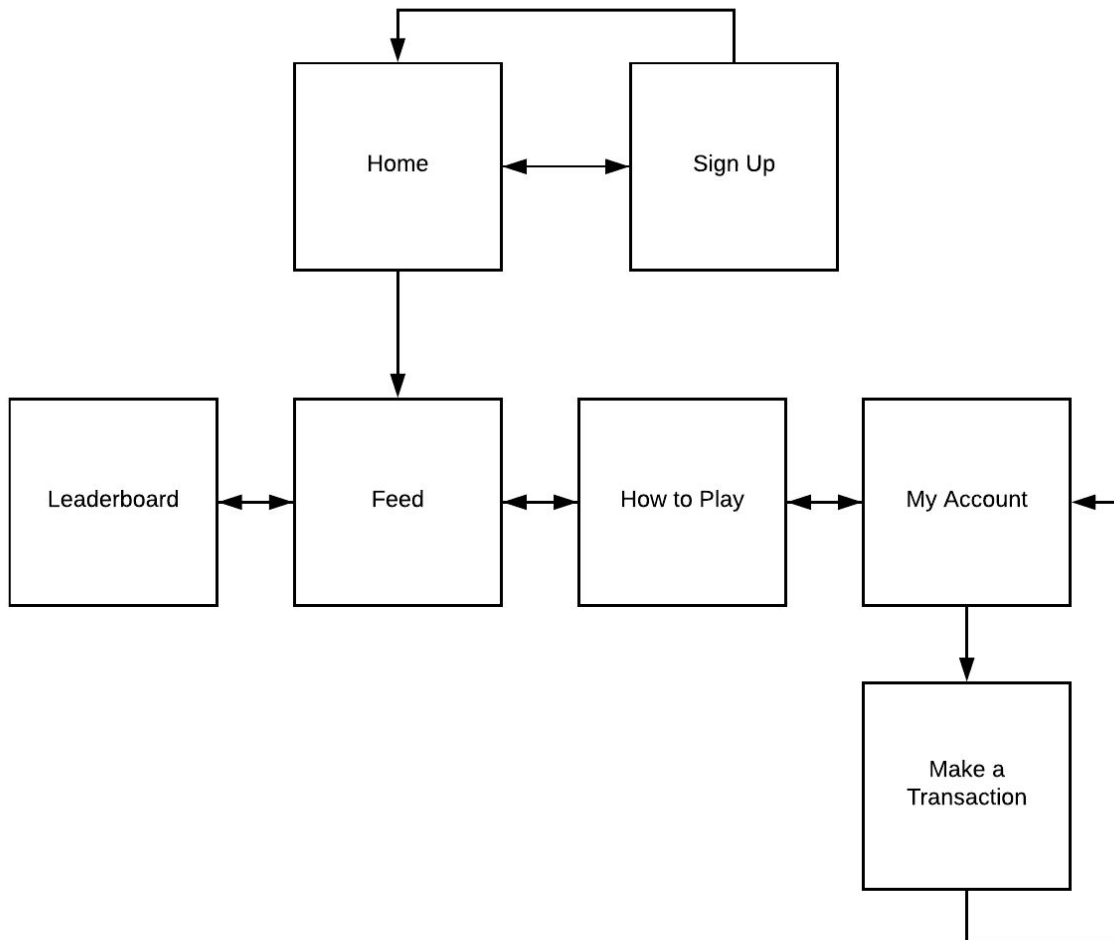 Home
Sign Up
Leaderboard
Feed
How to Play
My Account
Make a
Transaction